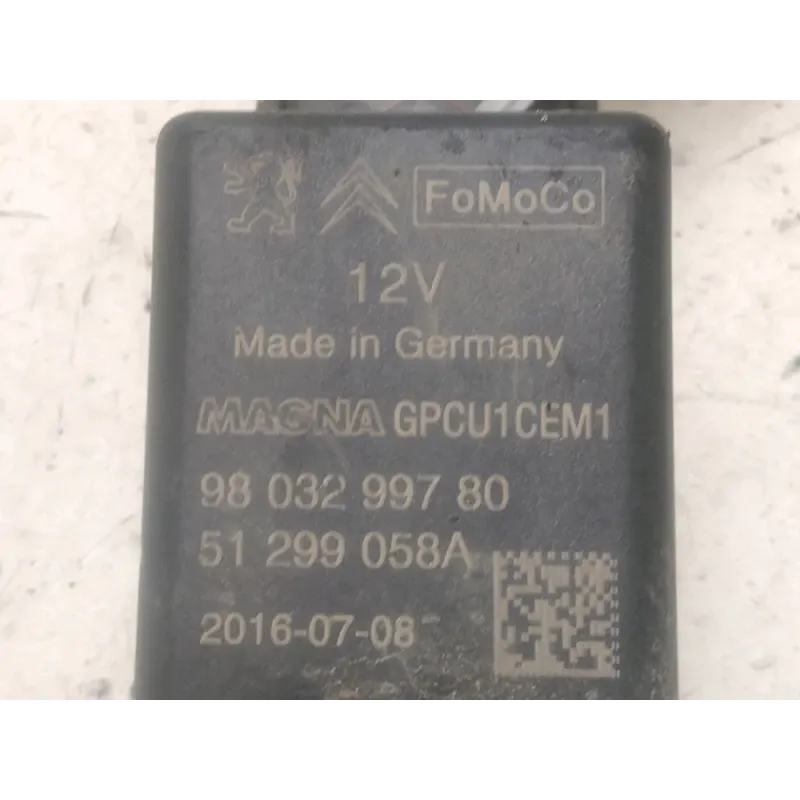 FoMoCo
12V
Made in Germany
MAGNA GPCU1CEM1
98 032 997 80
51 299 058A
2016-07-08